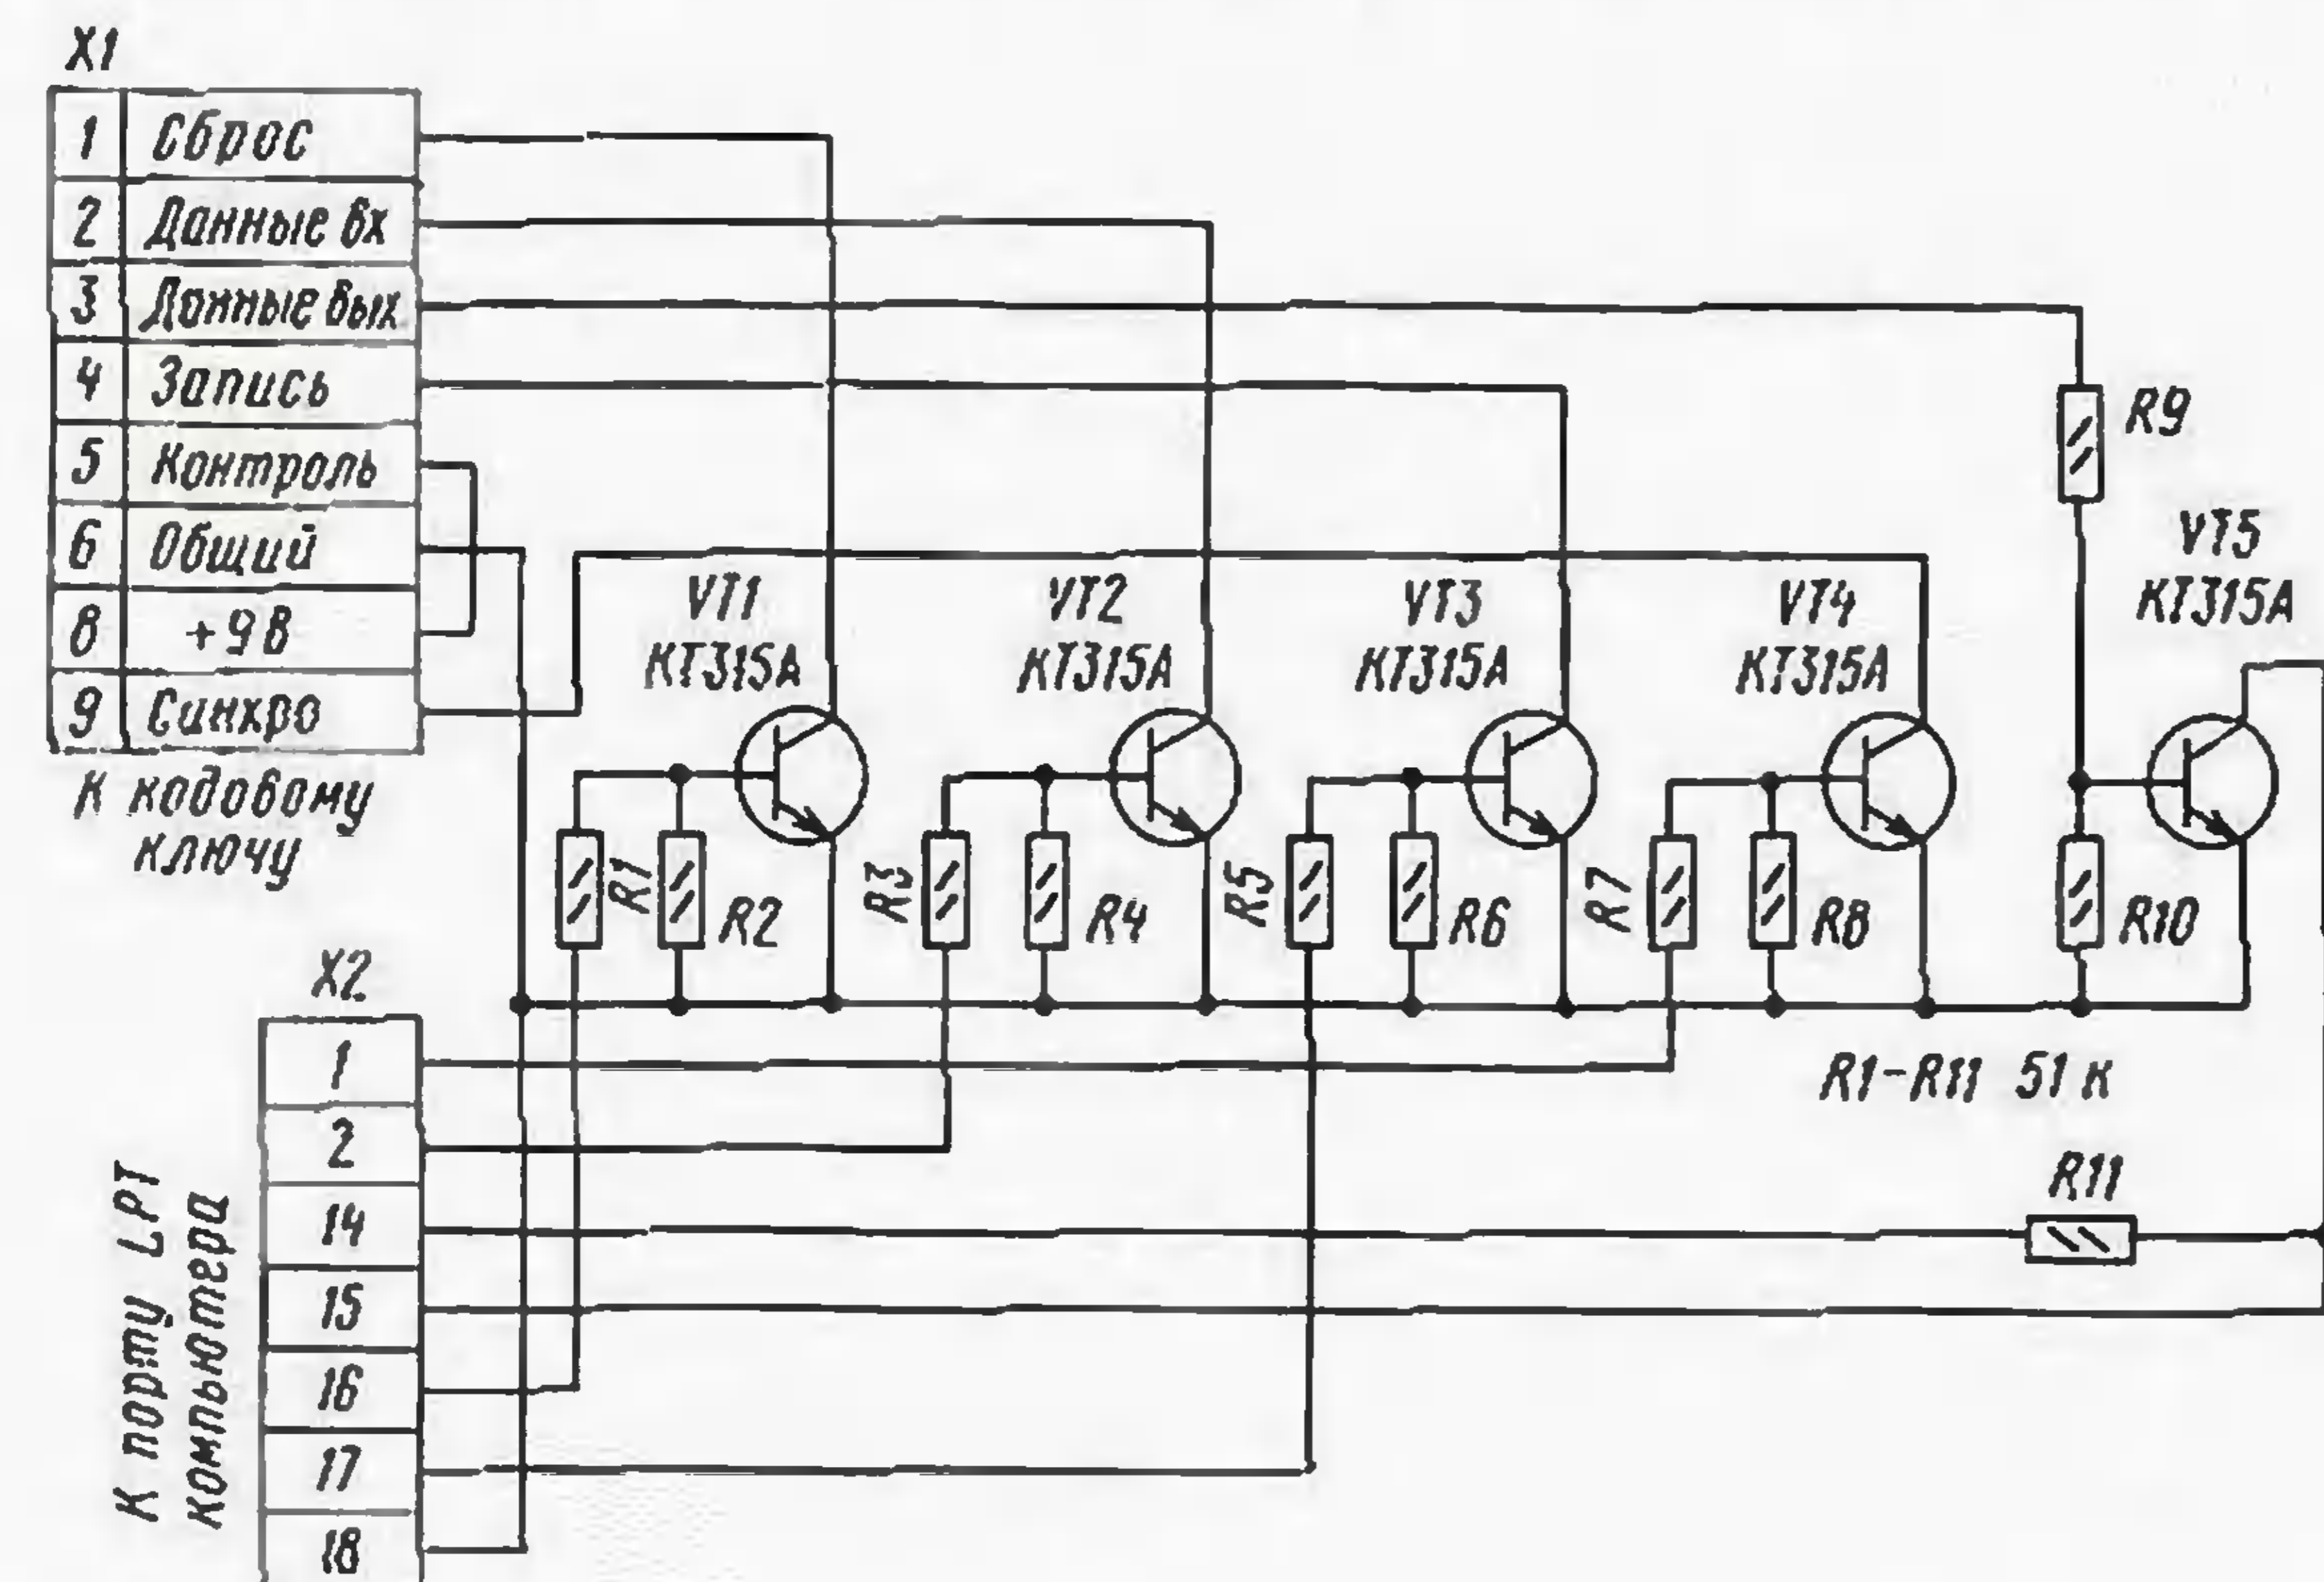 X1
1 Сброс
2 Данные вх
3 Данные вых.
4 Запись
5 Контроль
6 Общий
8 +9 В
9 Синхро
К кодовому
ключу
VT1
КТ315А
VT2
КТ315А
VT3
КТ315А
VT4
КТ315А
VT5
КТ315А
R9
R1
R2
R3
R4
R5
R6
R7
R8
R10
R1-R11 51 к
R11
X2
1
2
14
15
16
17
18
К порту LPT
компьютера